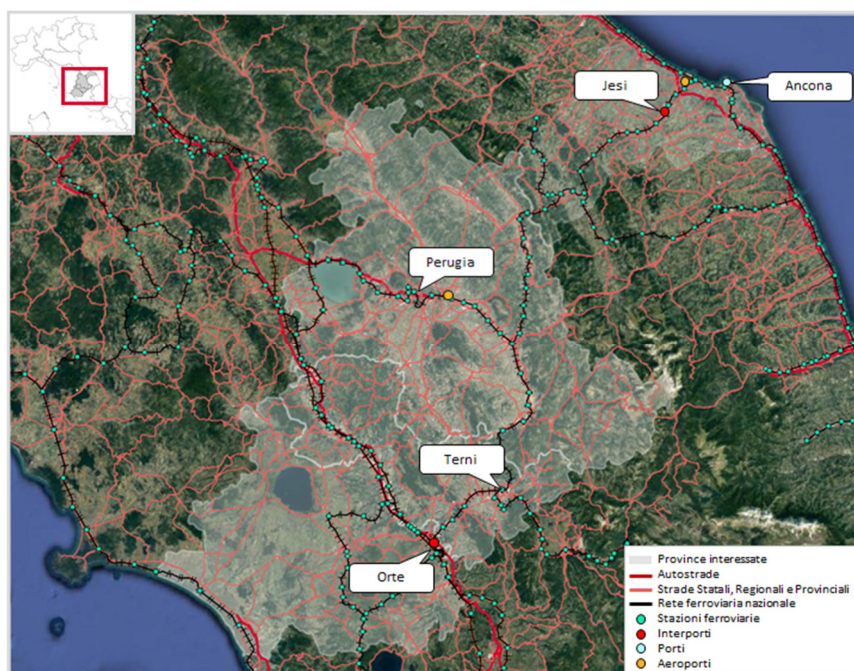 Jesi
Ancona
Perugia
Terni
Orte
Province interessate
Autostrade
Strade Statali, Regionali e Provinciali
Rete ferroviaria nazionale
Stazioni ferroviarie
Interporti
Porti
Aeroporti